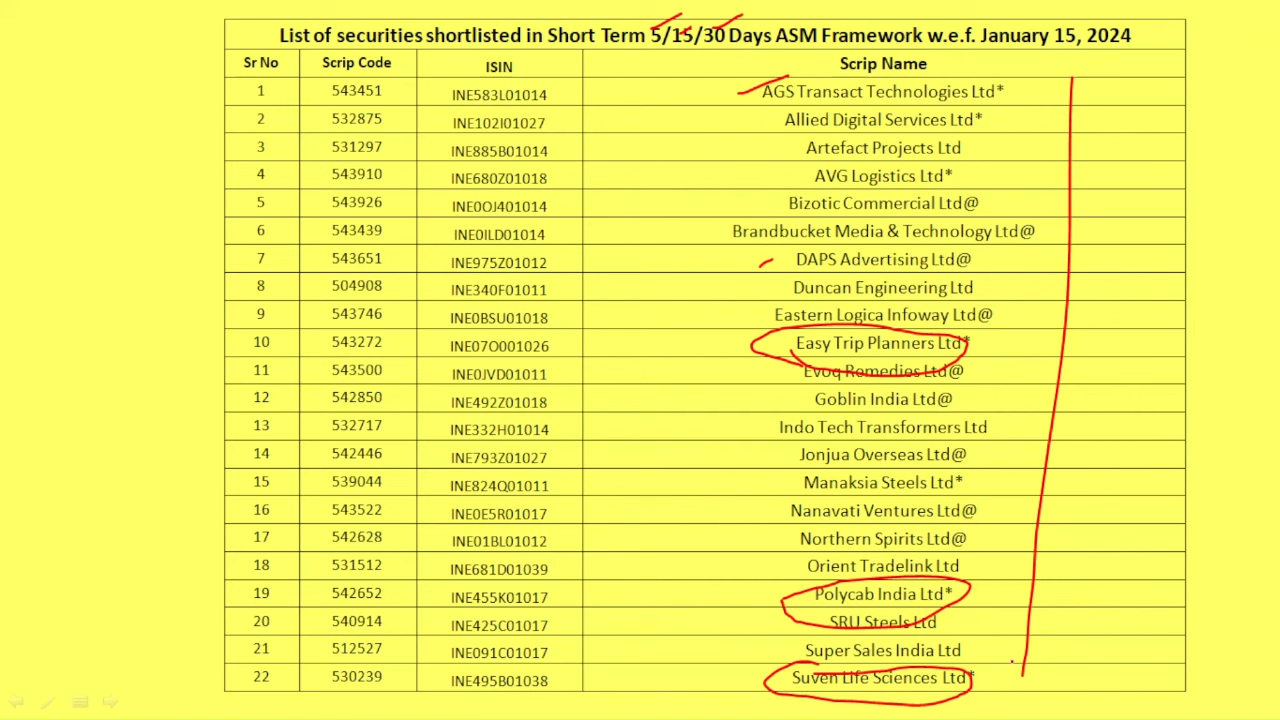 List of securities shortlisted in Short Term 5/15/30 Days ASM Framework w.e.f. January 15, 2024
Sr No Scrip Code ISIN Scrip Name
1 543451 INE583L01014 AGS Transact Technologies Ltd*
2 532875 INE102I01027 Allied Digital Services Ltd*
3 531297 INE885B01014 Artefact Projects Ltd
4 543910 INE680Z01018 AVG Logistics Ltd*
5 543926 INE0OJ401014 Bizotic Commercial Ltd@
6 543439 INE0ILD01014 Brandbucket Media & Technology Ltd@
7 543651 INE975Z01012 DAPS Advertising Ltd@
8 504908 INE340F01011 Duncan Engineering Ltd
9 543746 INE0BSU01018 Eastern Logica Infoway Ltd@
10 543272 INE07O001026 Easy Trip Planners Ltd*
11 543500 INE0JVD01011 Evoq Remedies Ltd@
12 542850 INE492Z01018 Goblin India Ltd@
13 532717 INE332H01014 Indo Tech Transformers Ltd
14 542446 INE793Z01027 Jonjua Overseas Ltd@
15 539044 INE824Q01011 Manaksia Steels Ltd*
16 543522 INE0E5R01017 Nanavati Ventures Ltd@
17 542628 INE01BL01012 Northern Spirits Ltd@
18 531512 INE681D01039 Orient Tradelink Ltd
19 542652 INE455K01017 Polycab India Ltd*
20 540914 INE425C01017 SRU Steels Ltd
21 512527 INE091C01017 Super Sales India Ltd
22 530239 INE495B01038 Suven Life Sciences Ltd*